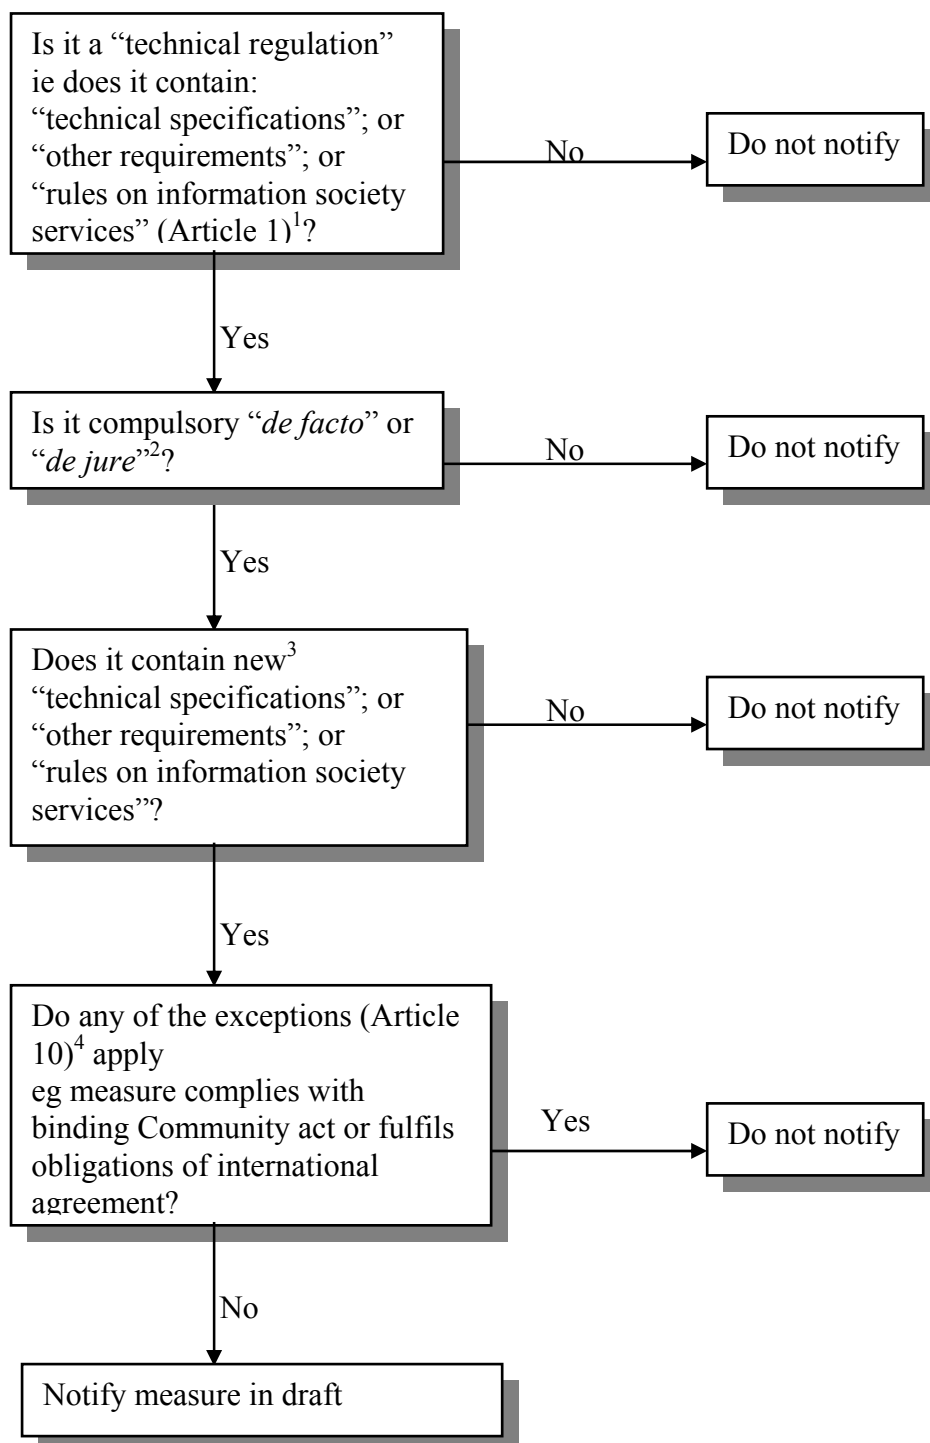 Is it a “technical regulation”
ie does it contain:
“technical specifications”; or
“other requirements”; or
“rules on information society
services” (Article 1)1?
No
Do not notify
Yes
Is it compulsory “de facto” or
“de jure”2?
No
Do not notify
Yes
Does it contain new3
“technical specifications”; or
“other requirements”; or
“rules on information society
services”?
No
Do not notify
Yes
Do any of the exceptions (Article
10)4 apply
eg measure complies with
binding Community act or fulfils
obligations of international
agreement?
Yes
Do not notify
No
Notify measure in draft